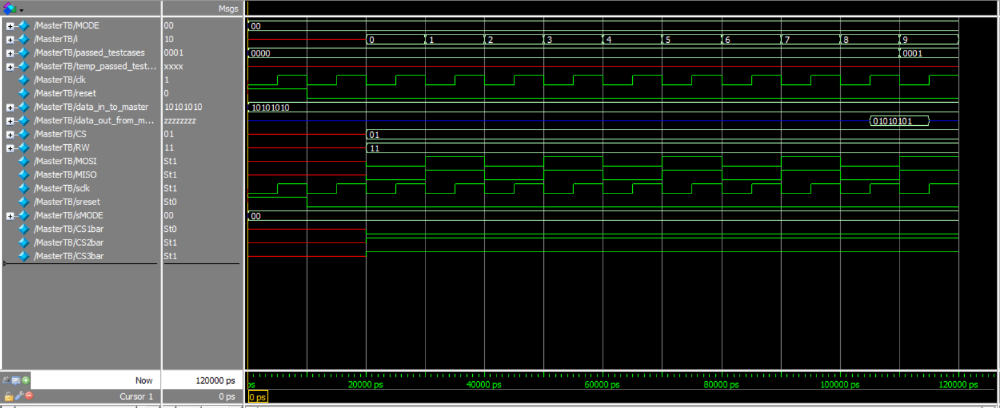 Msgs
/MasterTB/MODE 00 00
/MasterTB/i 10 0 1 2 3 4 5 6 7 8 9
/MasterTB/passed_testcases 0001 0000 0001
/MasterTB/temp_passed_test... xxxx
/MasterTB/clk 1
/MasterTB/reset 0
/MasterTB/data_in_to_master 10101010 10101010
/MasterTB/data_out_from_m... zzzzzzzz 01010101
/MasterTB/CS 01 01
/MasterTB/RW 11 11
/MasterTB/MOSI St1
/MasterTB/MISO St1
/MasterTB/sclk St1
/MasterTB/sreset St0
/MasterTB/sMODE 00 00
/MasterTB/CS1bar St0
/MasterTB/CS2bar St1
/MasterTB/CS3bar St1
Now 120000 ps ps 20000 ps 40000 ps 60000 ps 80000 ps 100000 ps 120000 ps
Cursor 1 0 ps 0 ps